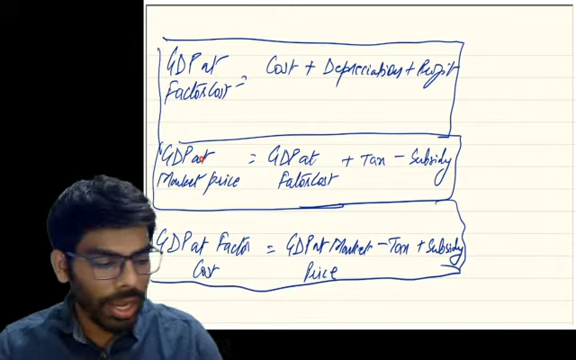 GDP at Cost + Depreciation + Profit
Factor Cost =
GDP at = GDP at + Tax - Subsidy
Market price Fator Cost
GDP at Factor = GDP at Market - Tax + Subsidy
Cost Price